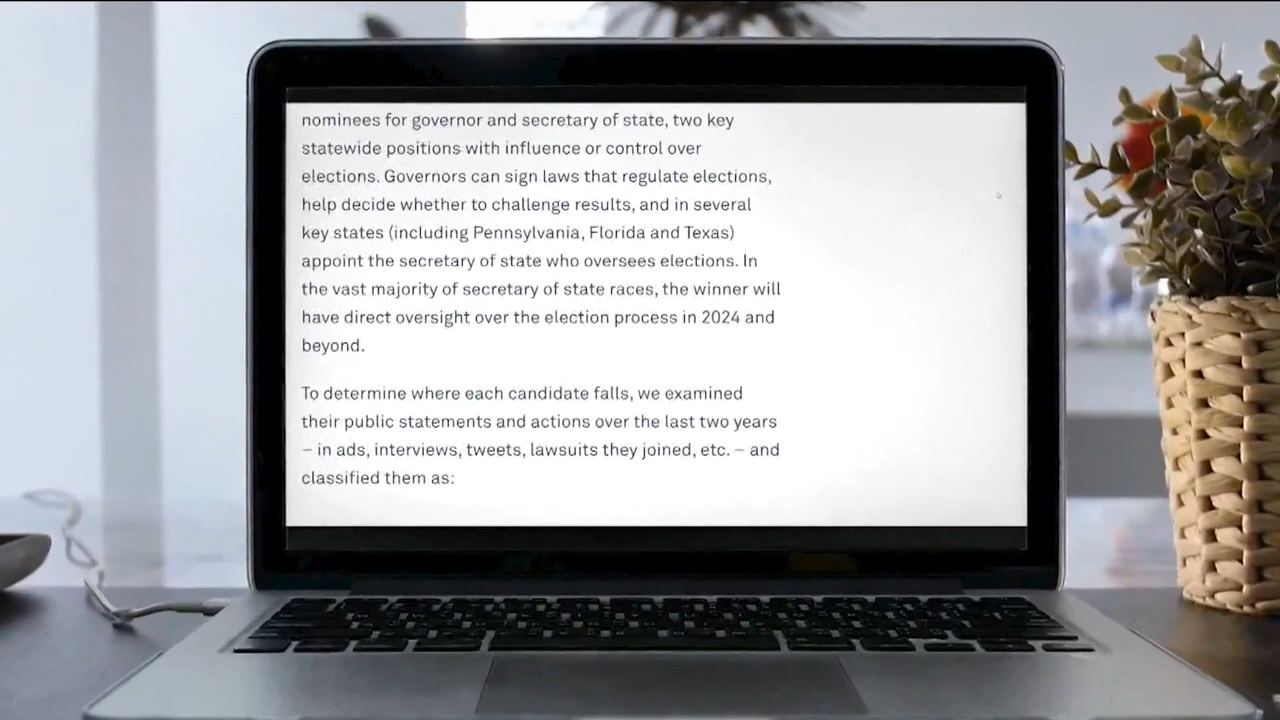 nominees for governor and secretary of state, two key
statewide positions with influence or control over
elections. Governors can sign laws that regulate elections,
help decide whether to challenge results, and in several
key states (including Pennsylvania, Florida and Texas)
appoint the secretary of state who oversees elections. In
the vast majority of secretary of state races, the winner will
have direct oversight over the election process in 2024 and
beyond.
To determine where each candidate falls, we examined
their public statements and actions over the last two years
– in ads, interviews, tweets, lawsuits they joined, etc. – and
classified them as: